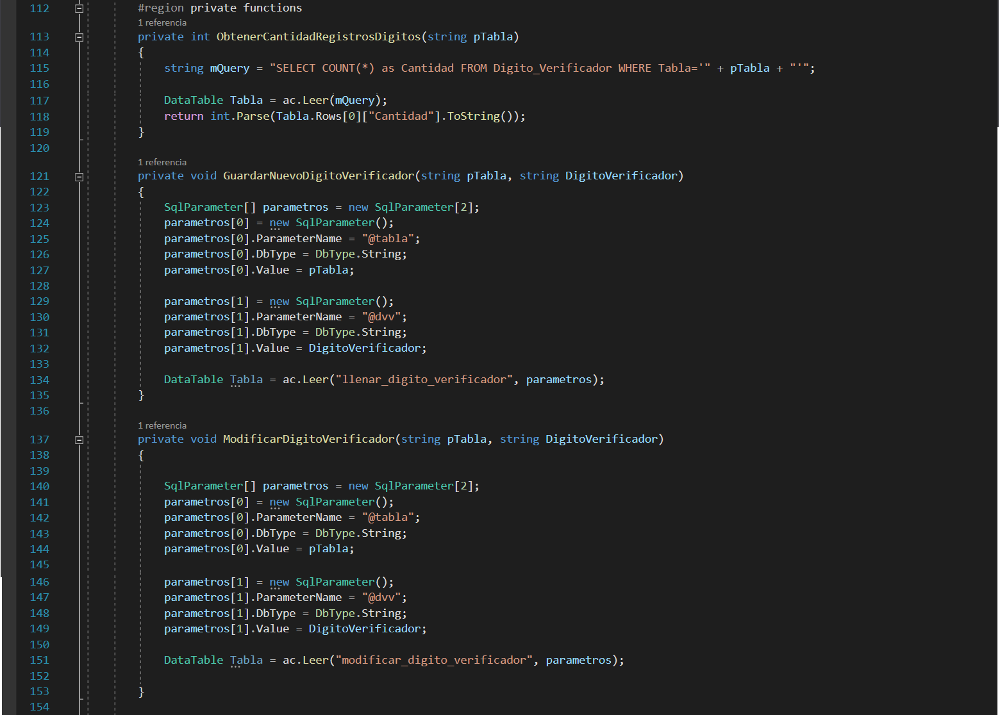 112 #region private functions
1 referencia
113 private int ObtenerCantidadRegistrosDigitos(string pTabla)
114 {
115 string mQuery = "SELECT COUNT(*) as Cantidad FROM Digito_Verificador WHERE Tabla='" + pTabla + "'";
116
117 DataTable Tabla = ac.Leer(mQuery);
118 return int.Parse(Tabla.Rows[0]["Cantidad"].ToString());
119 }
120
1 referencia
121 private void GuardarNuevoDigitoVerificador(string pTabla, string DigitoVerificador)
122 {
123 SqlParameter[] parametros = new SqlParameter[2];
124 parametros[0] = new SqlParameter();
125 parametros[0].ParameterName = "@tabla";
126 parametros[0].DbType = DbType.String;
127 parametros[0].Value = pTabla;
128
129 parametros[1] = new SqlParameter();
130 parametros[1].ParameterName = "@dvv";
131 parametros[1].DbType = DbType.String;
132 parametros[1].Value = DigitoVerificador;
133
134 DataTable Tabla = ac.Leer("llenar_digito_verificador", parametros);
135 }
136
1 referencia
137 private void ModificarDigitoVerificador(string pTabla, string DigitoVerificador)
138 {
139
140 SqlParameter[] parametros = new SqlParameter[2];
141 parametros[0] = new SqlParameter();
142 parametros[0].ParameterName = "@tabla";
143 parametros[0].DbType = DbType.String;
144 parametros[0].Value = pTabla;
145
146 parametros[1] = new SqlParameter();
147 parametros[1].ParameterName = "@dvv";
148 parametros[1].DbType = DbType.String;
149 parametros[1].Value = DigitoVerificador;
150
151 DataTable Tabla = ac.Leer("modificar_digito_verificador", parametros);
152
153 }
154